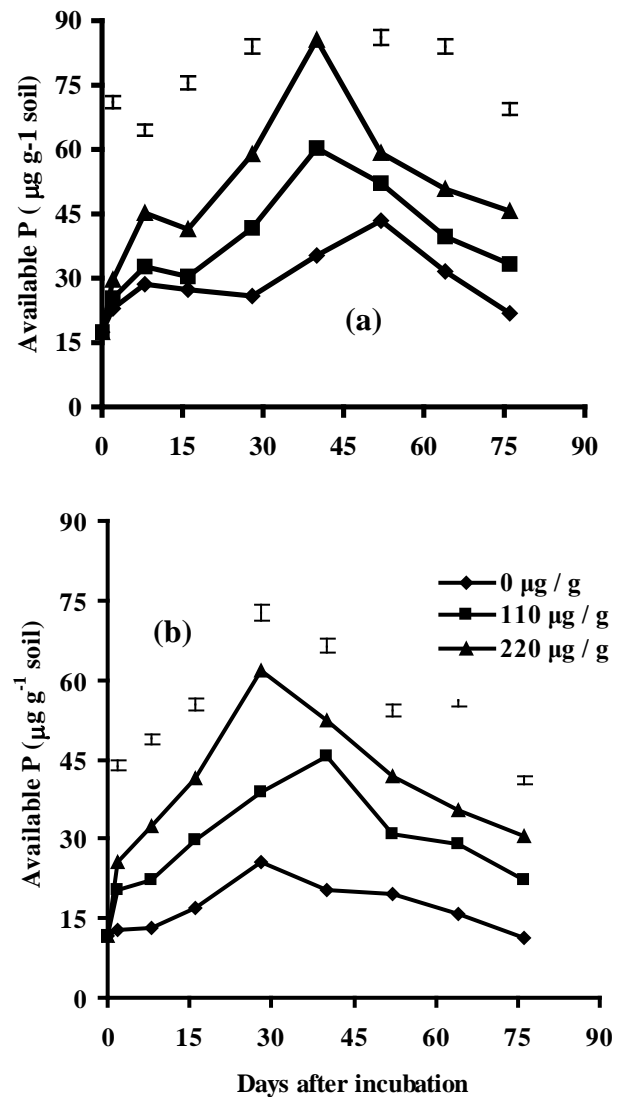 90
75
60
45
30
15
0
Available P ( µg g-1 soil)
(a)
0 15 30 45 60 75 90
90
75
60
45
30
15
0
Available P (µg g-1 soil)
(b)
0 µg / g
110 µg / g
220 µg / g
0 15 30 45 60 75 90
Days after incubation